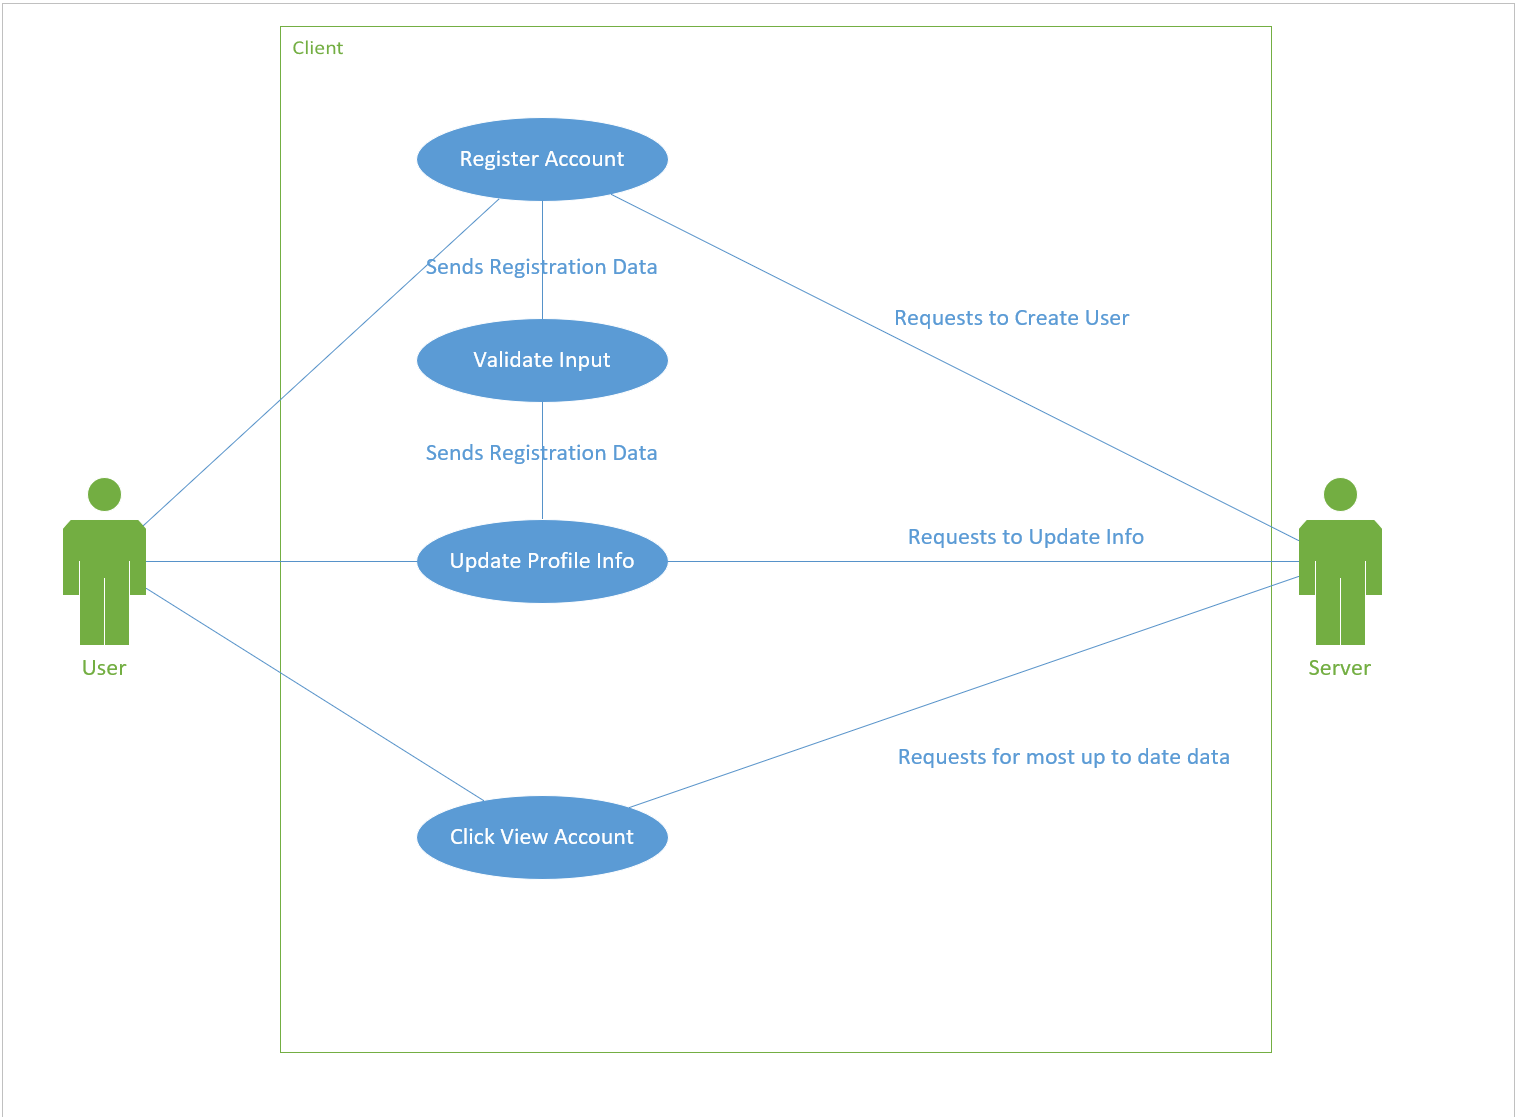 Client
Register Account
Sends Registration Data
Requests to Create User
Validate Input
Sends Registration Data
Requests to Update Info
Update Profile Info
User
Server
Requests for most up to date data
Click View Account